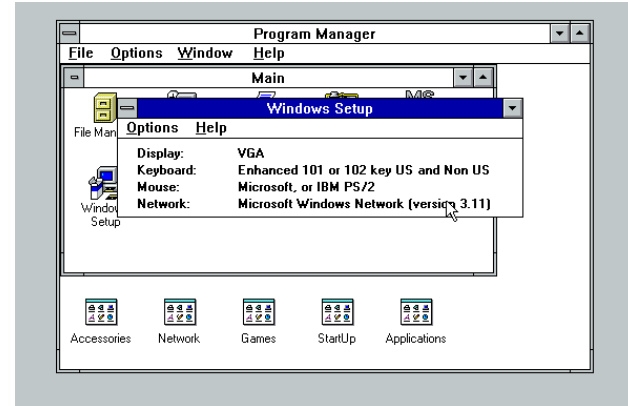 Program Manager
File Options Window Help
Main
MS
File Man
Windows Setup
Options Help
Display: VGA
Keyboard: Enhanced 101 or 102 key US and Non US
Mouse: Microsoft, or IBM PS/2
Network: Microsoft Windows Network (version 3.11)
Window
Setup
Accessories Network Games StartUp Applications